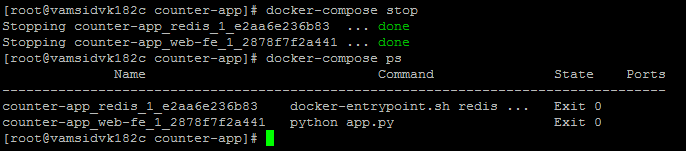 [root@vamsidvk182c counter-app]# docker-compose stop
Stopping counter-app_redis_1_e2aa6e236b83 ... done
Stopping counter-app_web-fe_1_2878f7f2a441 ... done
[root@vamsidvk182c counter-app]# docker-compose ps
Name Command State Ports
--------------------------------------------------------------------------------
counter-app_redis_1_e2aa6e236b83 docker-entrypoint.sh redis ... Exit 0
counter-app_web-fe_1_2878f7f2a441 python app.py Exit 0
[root@vamsidvk182c counter-app]#